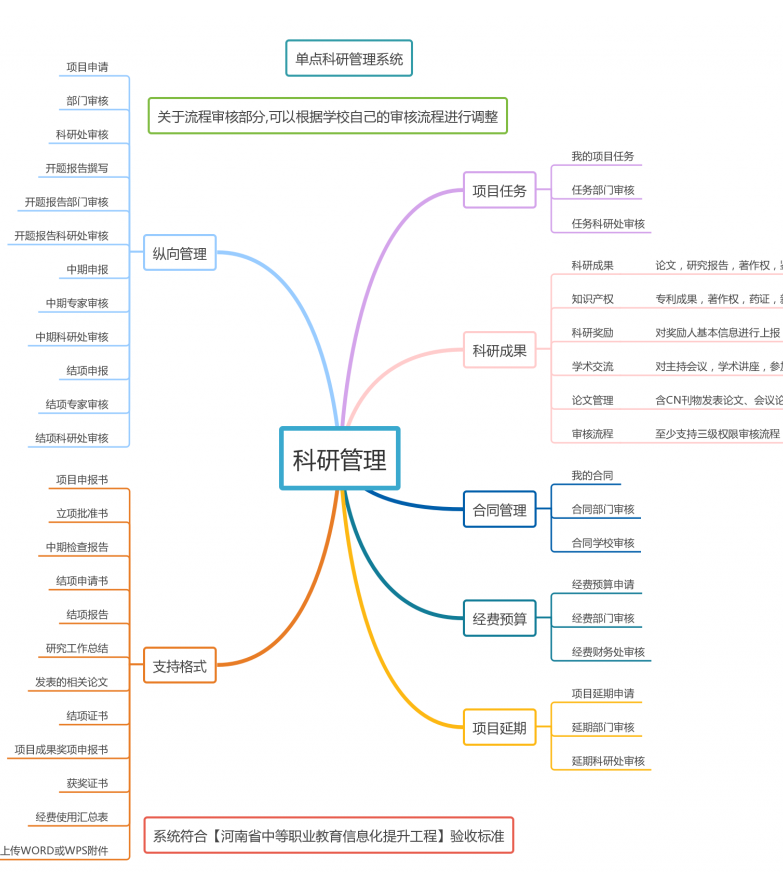 单点科研管理系统
关于流程审核部分,可以根据学校自己的审核流程进行调整
科研管理
纵向管理
项目申请
部门审核
科研处审核
开题报告撰写
开题报告部门审核
开题报告科研处审核
中期申报
中期专家审核
中期科研处审核
结项申报
结项专家审核
结项科研处审核
支持格式
项目申报书
立项批准书
中期检查报告
结项申请书
结项报告
研究工作总结
发表的相关论文
结项证书
项目成果奖项申报书
获奖证书
经费使用汇总表
上传WORD或WPS附件
项目任务
我的项目任务
任务部门审核
任务科研处审核
科研成果
科研成果 论文，研究报告，著作权，
知识产权 专利成果，著作权，药证，
科研奖励 对奖励人基本信息进行上报
学术交流 对主持会议，学术讲座，参
论文管理 含CN刊物发表论文、会议论
审核流程 至少支持三级权限审核流程
合同管理
我的合同
合同部门审核
合同学校审核
经费预算
经费预算申请
经费部门审核
经费财务处审核
项目延期
项目延期申请
延期部门审核
延期科研处审核
系统符合【河南省中等职业教育信息化提升工程】验收标准